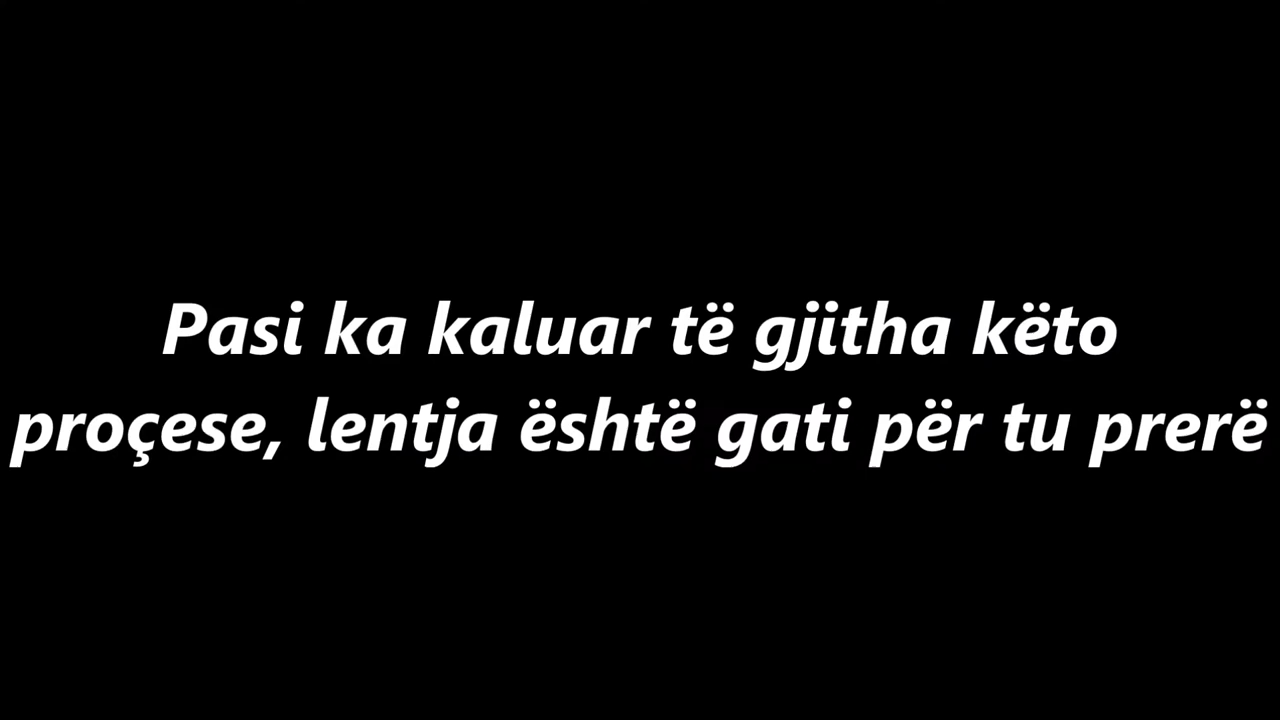 Pasi ka kaluar të gjitha këto
proçese, lentja është gati për tu prerë